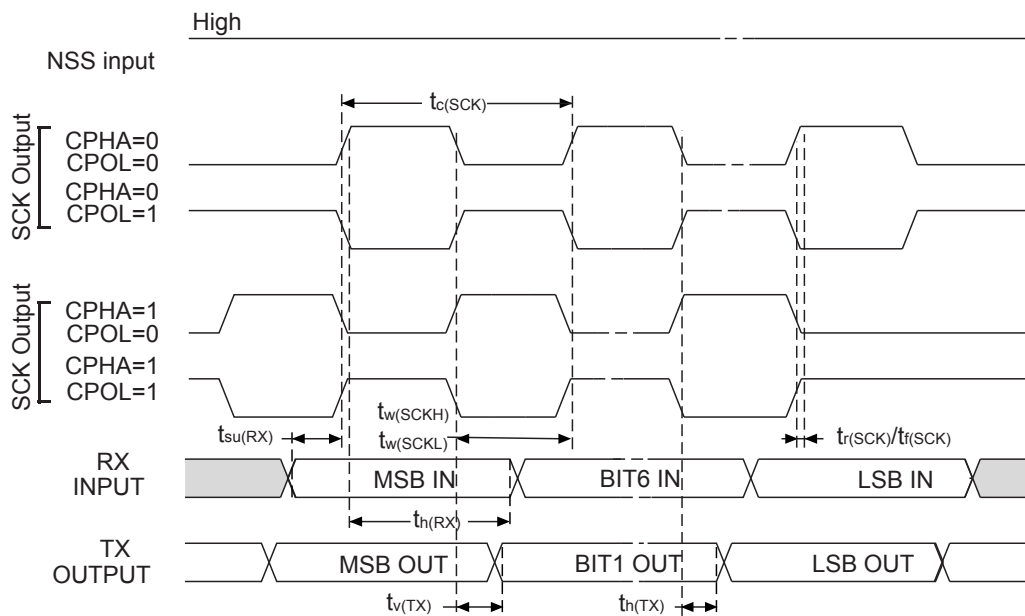 High
NSS input
tc(SCK)
SCK Output
CPHA=0
CPOL=0
CPHA=0
CPOL=1
SCK Output
CPHA=1
CPOL=0
CPHA=1
CPOL=1
tw(SCKH)
tw(SCKL)
tsu(RX)
tr(SCK)/tf(SCK)
RX
INPUT
MSB IN
BIT6 IN
LSB IN
th(RX)
TX
OUTPUT
MSB OUT
BIT1 OUT
LSB OUT
tv(TX)
th(TX)